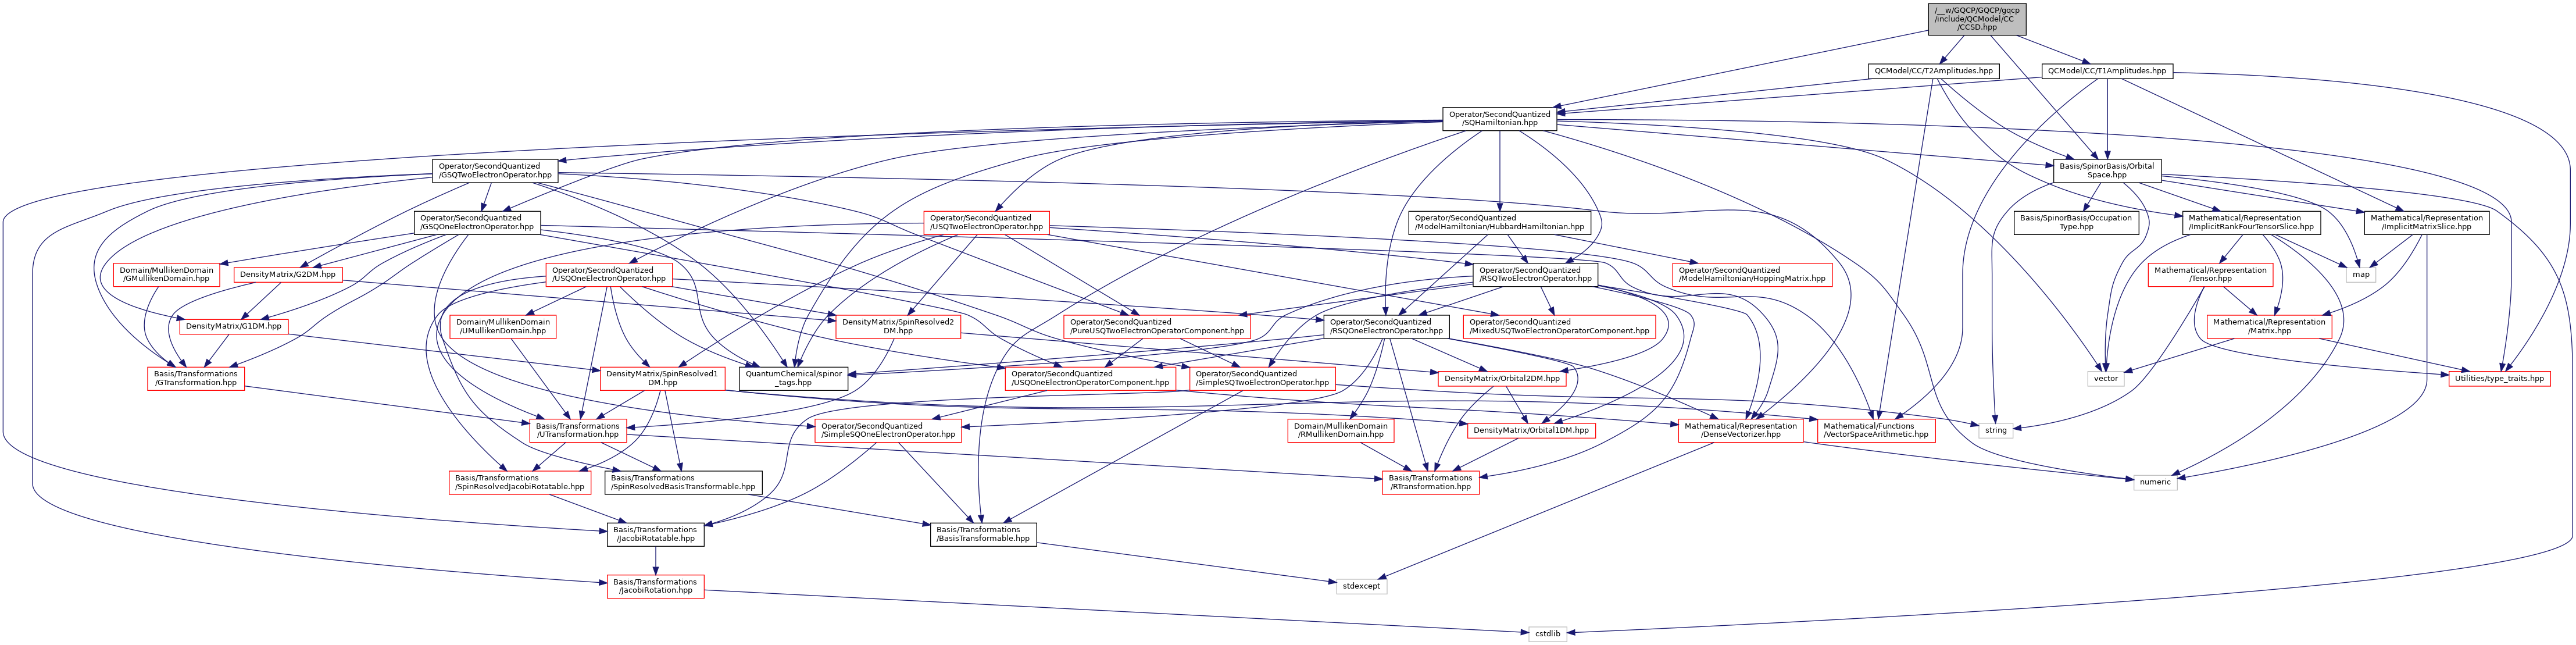 /__w/GQCP/GQCP/gqcp
/include/QCModel/CC
/CCSD.hpp
QCModel/CC/T2Amplitudes.hpp
QCModel/CC/T1Amplitudes.hpp
Operator/SecondQuantized
/SQHamiltonian.hpp
Operator/SecondQuantized
/GSQTwoElectronOperator.hpp
Basis/SpinorBasis/Orbital
Space.hpp
Operator/SecondQuantized
/GSQOneElectronOperator.hpp
Operator/SecondQuantized
/USQTwoElectronOperator.hpp
Operator/SecondQuantized
/ModelHamiltonian/HubbardHamiltonian.hpp
Basis/SpinorBasis/Occupation
Type.hpp
Mathematical/Representation
/ImplicitRankFourTensorSlice.hpp
Mathematical/Representation
/ImplicitMatrixSlice.hpp
Domain/MullikenDomain
/GMullikenDomain.hpp
DensityMatrix/G2DM.hpp
Operator/SecondQuantized
/USQOneElectronOperator.hpp
Operator/SecondQuantized
/RSQTwoElectronOperator.hpp
Operator/SecondQuantized
/ModelHamiltonian/HoppingMatrix.hpp
Mathematical/Representation
/Tensor.hpp
map
DensityMatrix/G1DM.hpp
Domain/MullikenDomain
/UMullikenDomain.hpp
DensityMatrix/SpinResolved2
DM.hpp
Operator/SecondQuantized
/PureUSQTwoElectronOperatorComponent.hpp
Operator/SecondQuantized
/RSQOneElectronOperator.hpp
Operator/SecondQuantized
/MixedUSQTwoElectronOperatorComponent.hpp
Mathematical/Representation
/Matrix.hpp
Basis/Transformations
/GTransformation.hpp
DensityMatrix/SpinResolved1
DM.hpp
QuantumChemical/spinor
_tags.hpp
Operator/SecondQuantized
/USQOneElectronOperatorComponent.hpp
Operator/SecondQuantized
/SimpleSQTwoElectronOperator.hpp
DensityMatrix/Orbital2DM.hpp
vector
Utilities/type_traits.hpp
Basis/Transformations
/UTransformation.hpp
Operator/SecondQuantized
/SimpleSQOneElectronOperator.hpp
Domain/MullikenDomain
/RMullikenDomain.hpp
DensityMatrix/Orbital1DM.hpp
Mathematical/Representation
/DenseVectorizer.hpp
Mathematical/Functions
/VectorSpaceArithmetic.hpp
string
Basis/Transformations
/SpinResolvedJacobiRotatable.hpp
Basis/Transformations
/SpinResolvedBasisTransformable.hpp
Basis/Transformations
/RTransformation.hpp
numeric
Basis/Transformations
/JacobiRotatable.hpp
Basis/Transformations
/BasisTransformable.hpp
Basis/Transformations
/JacobiRotation.hpp
stdexcept
cstdlib